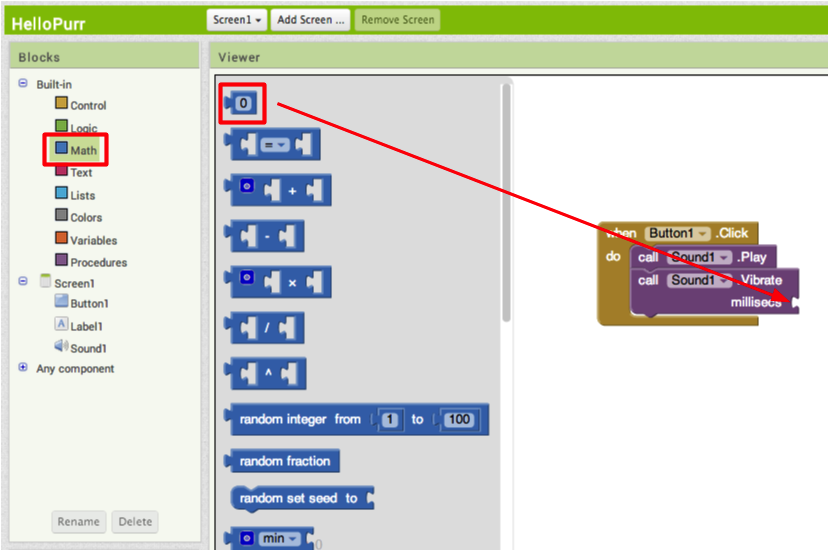 HelloPurr
Screen1
Add Screen ...
Remove Screen
Blocks
Built-in
Control
Logic
Math
Text
Lists
Colors
Variables
Procedures
Screen1
Button1
Label1
A
Sound1
Any component
Rename
Delete
Viewer
0
=
+
-
×
/
^
random integer from 1 to 100
random fraction
random set seed to
min
0
when Button1 .Click
do call Sound1 .Play
call Sound1 .Vibrate
millisecs